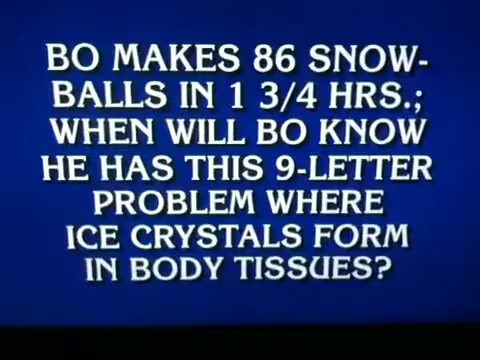 BO MAKES 86 SNOW-
BALLS IN 1 3/4 HRS.;
WHEN WILL BO KNOW
HE HAS THIS 9-LETTER
PROBLEM WHERE
ICE CRYSTALS FORM
IN BODY TISSUES?